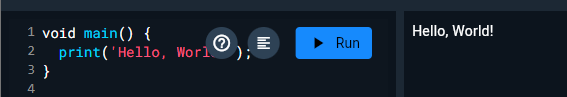 1 void main() {
2 print('Hello, Worl ');
3 }
4
Run
Hello, World!